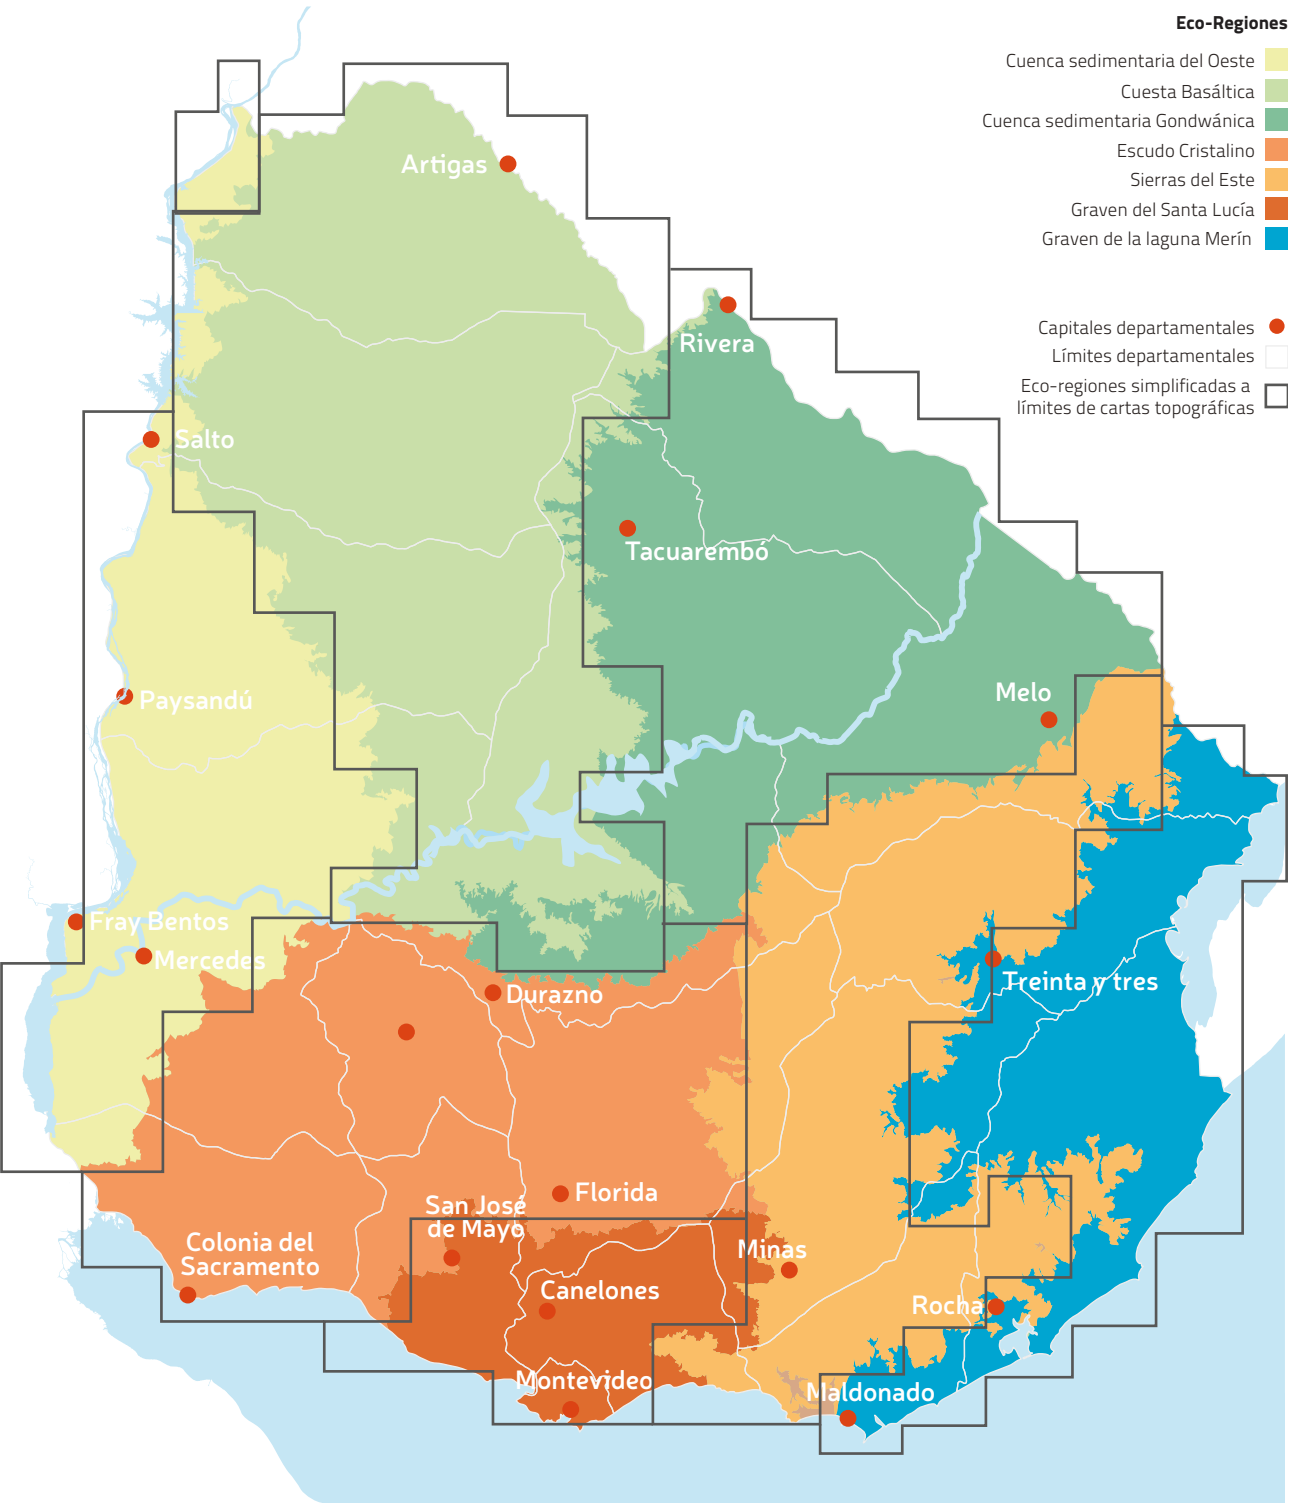 Eco-Regiones
Cuenca sedimentaria del Oeste
Cuesta Basáltica
Cuenca sedimentaria Gondwánica
Escudo Cristalino
Sierras del Este
Graven del Santa Lucía
Graven de la laguna Merín
Capitales departamentales
Límites departamentales
Eco-regiones simplificadas a
límites de cartas topográficas
Artigas
Rivera
Salto
Tacuarembó
Melo
Paysandú
Fray Bentos
Mercedes
Treinta y tres
Durazno
Florida
San José
de Mayo
Colonia del
Sacramento
Minas
Canelones
Rocha
Montevideo
Maldonado